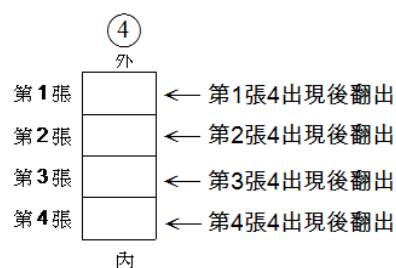 ④
外
第1張 ← 第1張4出現後翻出
第2張 ← 第2張4出現後翻出
第3張 ← 第3張4出現後翻出
第4張 ← 第4張4出現後翻出
內